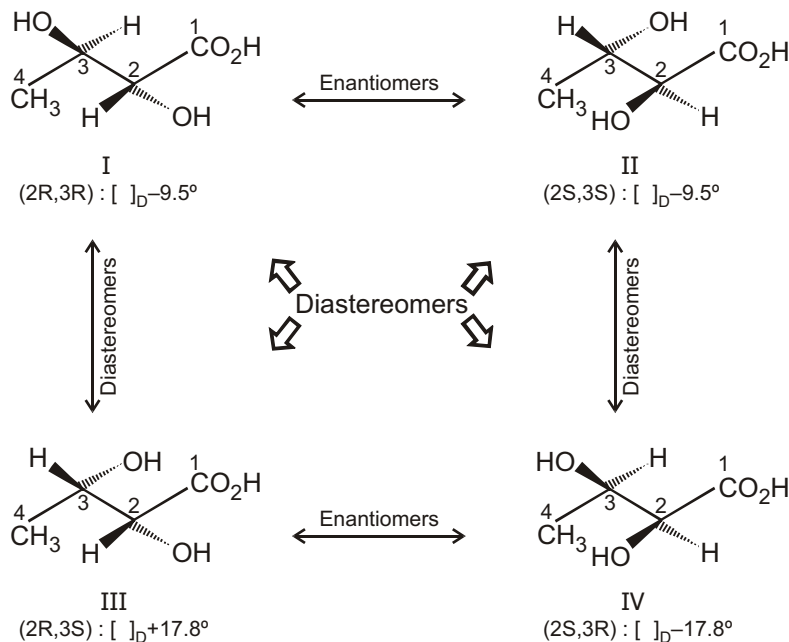 HO H 1 CO₂H
3 2
4 CH₃
H OH
I
(2R,3R) : [ ]D–9.5º
Enantiomers
H OH 1 CO₂H
3 2
4 CH₃
HO H
II
(2S,3S) : [ ]D–9.5º
Diastereomers
Diastereomers
Diastereomers
H OH 1 CO₂H
3 2
4 CH₃
H OH
III
(2R,3S) : [ ]D+17.8º
Enantiomers
HO H 1 CO₂H
3 2
4 CH₃
HO H
IV
(2S,3R) : [ ]D–17.8º